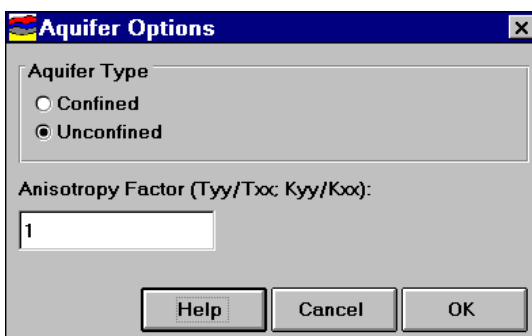 Aquifer Options
Aquifer Type
Confined
Unconfined
Anisotropy Factor (Tyy/Txx; Kyy/Kxx):
1
Help Cancel OK